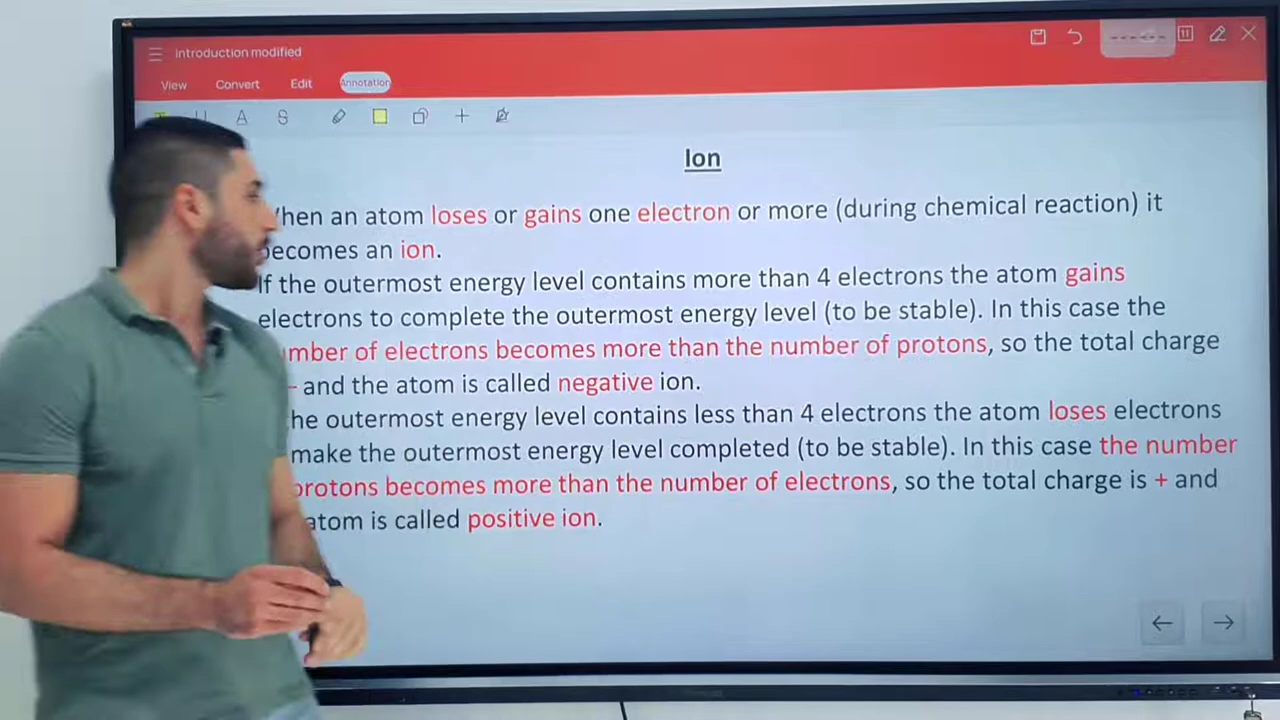 introduction modified
View Convert Edit Annotation
Ion
hen an atom loses or gains one electron or more (during chemical reaction) it
becomes an ion.
If the outermost energy level contains more than 4 electrons the atom gains
electrons to complete the outermost energy level (to be stable). In this case the
mber of electrons becomes more than the number of protons, so the total charge
- and the atom is called negative ion.
he outermost energy level contains less than 4 electrons the atom loses electrons
make the outermost energy level completed (to be stable). In this case the number
protons becomes more than the number of electrons, so the total charge is + and
atom is called positive ion.